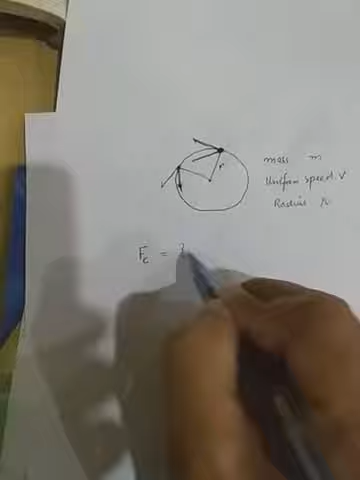 r
mass m
Uniform speed. V
Radius r.
Fc =